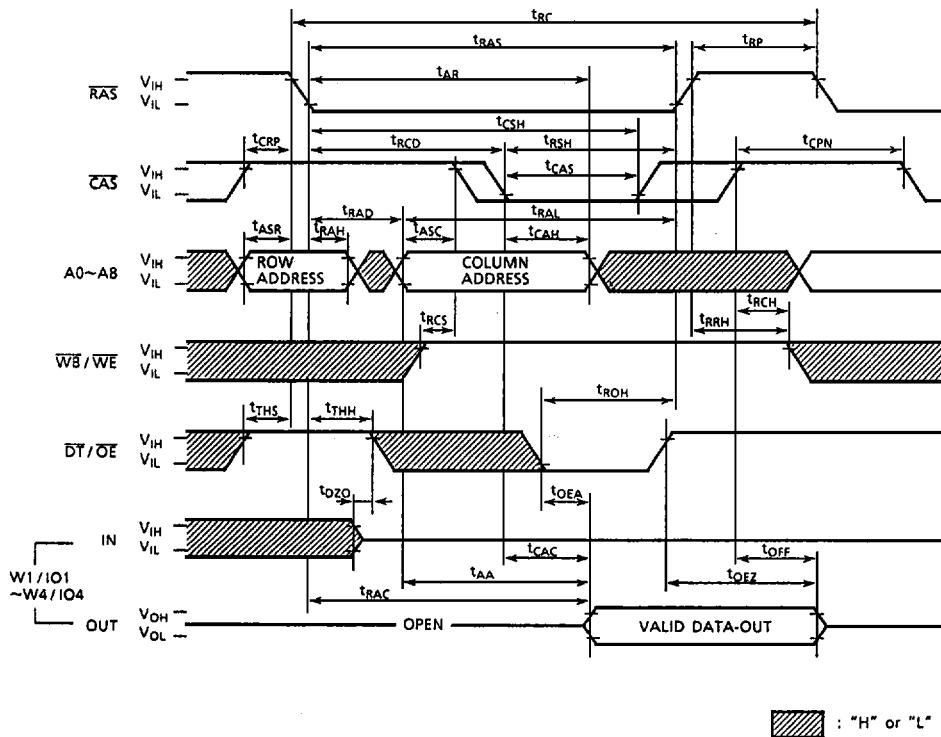 tRC
tRAS
tRP
tAR
RAS
VIH
VIL
tCSH
tCRP
tRCD
tRSH
tCPN
CAS
VIH
VIL
tCAS
tRAD
tRAL
tASR
tRAH
tASC
tCAH
A0~A8
VIH
VIL
ROW
ADDRESS
COLUMN
ADDRESS
tRCS
tRCH
tRRH
WB/WE
VIH
VIL
tROH
tTHS
tTHH
DT/OE
VIH
VIL
tDZO
tOEA
IN
VIH
VIL
tCAC
tOFF
W1/IO1
~W4/IO4
tAA
tOEZ
tRAC
OUT
VOH
VOL
OPEN
VALID DATA-OUT
: "H" or "L"